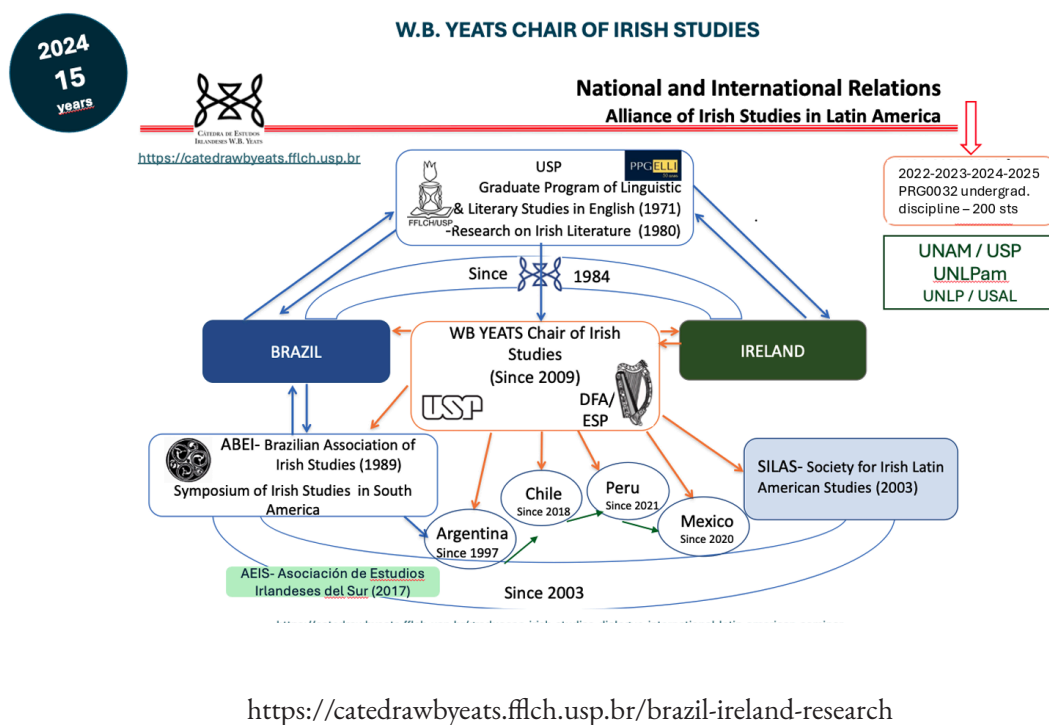 W.B. YEATS CHAIR OF IRISH STUDIES
2024
15
years
National and International Relations
Alliance of Irish Studies in Latin America
CÁTEDRA DE ESTUDOS
IRLANDESES W.B. YEATS
https://catedrawbyeats.fflch.usp.br
2022-2023-2024-2025
PRG0032 undergrad.
discipline – 200 sts
USP
PPGELLI
Graduate Program of Linguistic
& Literary Studies in English (1971)
-Research on Irish Literature (1980)
FFLCH/USP
UNAM / USP
UNLPam
UNLP / USAL
Since 1984
BRAZIL
WB YEATS Chair of Irish
Studies
(Since 2009)
USP
DFA/
ESP
IRELAND
ABEI- Brazilian Association of
Irish Studies (1989)
Symposium of Irish Studies in South
America
Argentina
Since 1997
Chile
Since 2018
Peru
Since 2021
Mexico
Since 2020
SILAS- Society for Irish Latin
American Studies (2003)
AEIS- Asociación de Estudios
Irlandeses del Sur (2017)
Since 2003
https://catedrawbyeats.fflch.usp.br/brazil-ireland-research